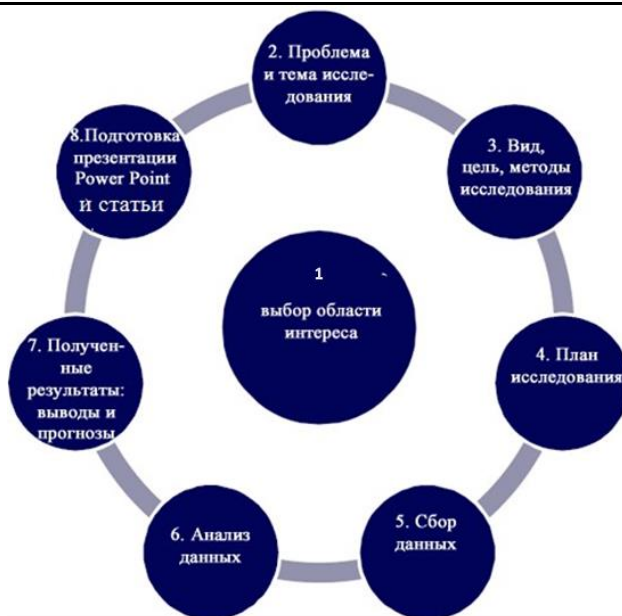 1
выбор области
интереса
2. Проблема
и тема иссле-
дования
3. Вид,
цель, методы
исследования
4. План
исследования
5. Сбор
данных
6. Анализ
данных
7. Получен-
ные
результаты:
выводы и
прогнозы
8.Подготовка
презентации
Power Point
и статьи